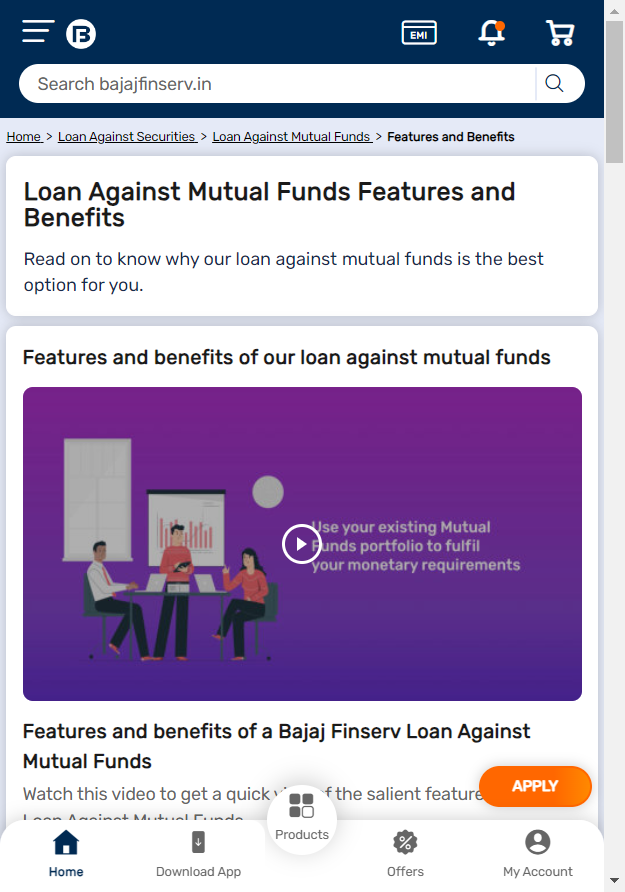 EMI
Search bajajfinserv.in
Home > Loan Against Securities > Loan Against Mutual Funds > Features and Benefits
Loan Against Mutual Funds Features and
Benefits
Read on to know why our loan against mutual funds is the best
option for you.
Features and benefits of our loan against mutual funds
Use your existing Mutual
Funds portfolio to fulfil
your monetary requirements
Features and benefits of a Bajaj Finserv Loan Against
Mutual Funds
APPLY
Watch this video to get a quick of the salient feature
Loan Against Mutual Funds
Products
Home
Download App
Offers
My Account